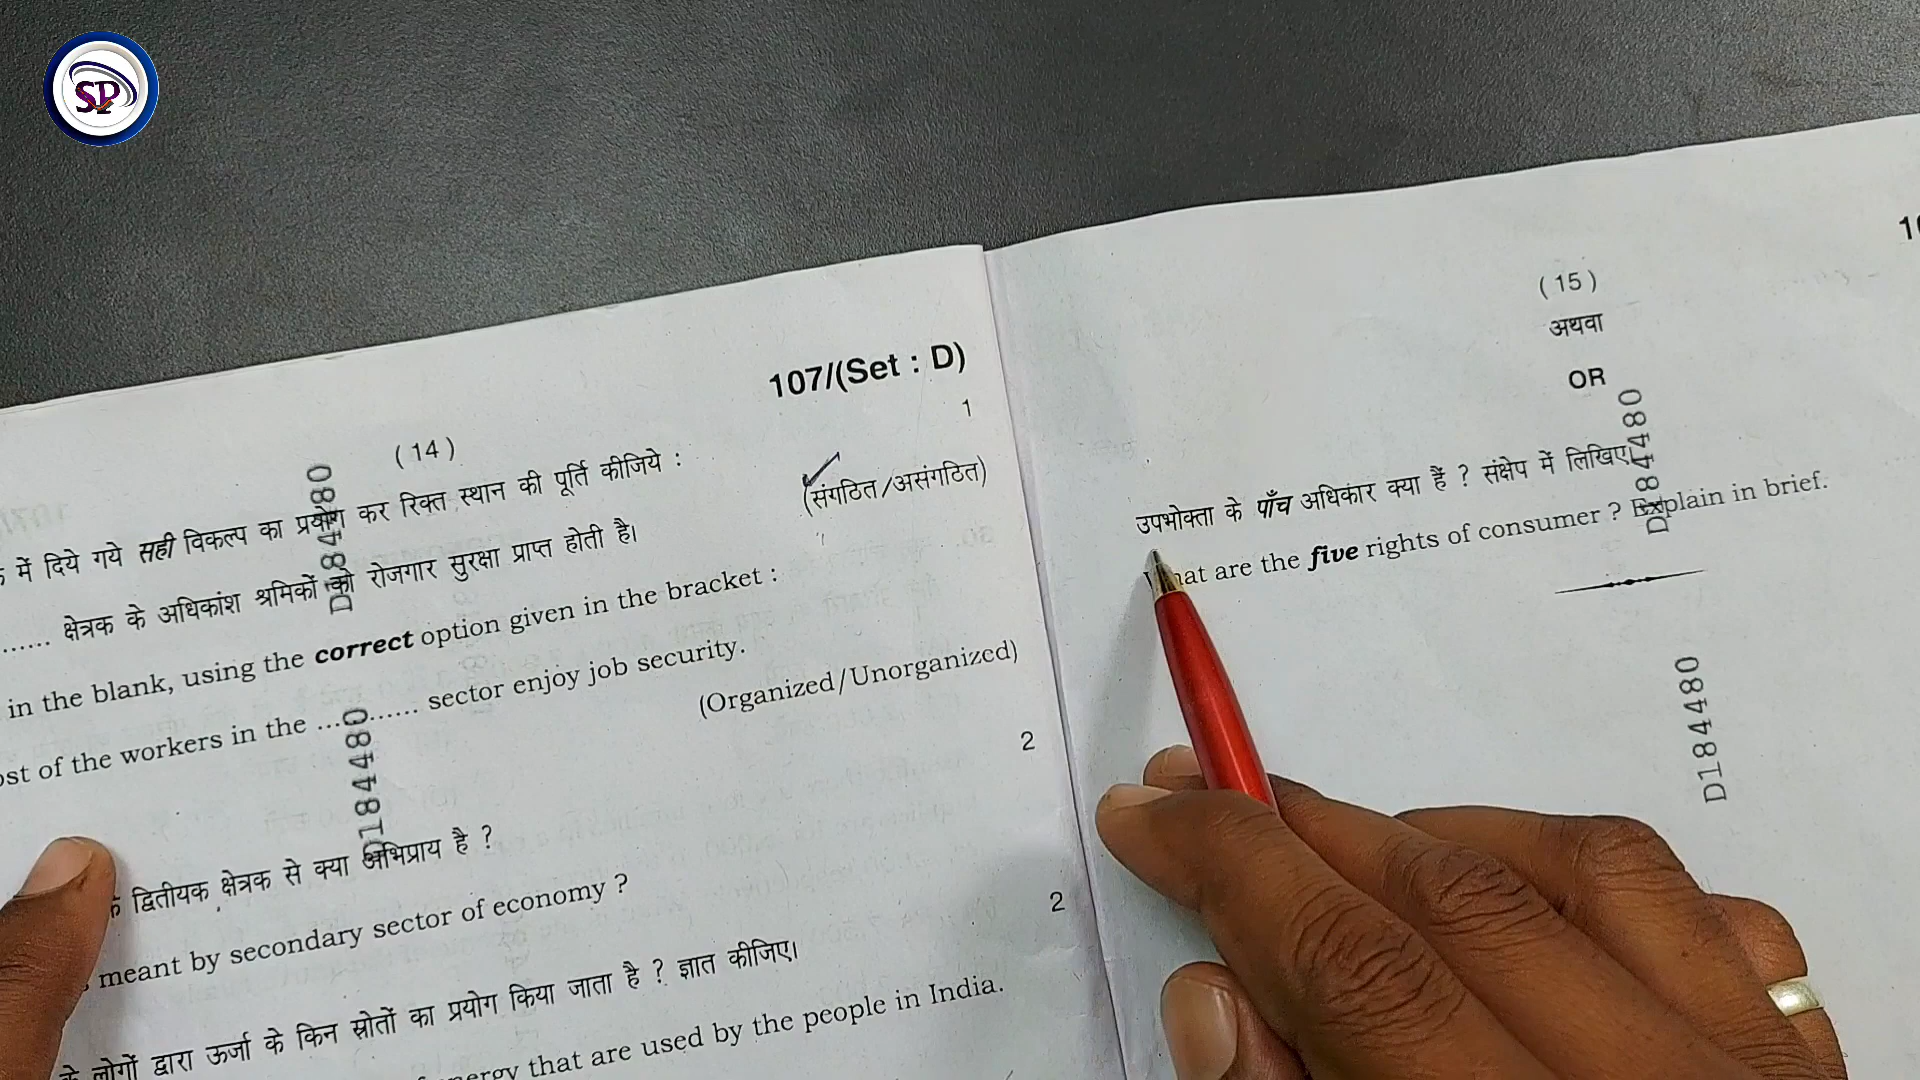 SP
107/(Set : D)
( 14 )
1
में दिये गये सही विकल्प का प्रयोग कर रिक्त स्थान की पूर्ति कीजिये :
(संगठित/असंगठित)
....... क्षेत्रक के अधिकांश श्रमिकों को रोजगार सुरक्षा प्राप्त होती है।
in the blank, using the correct option given in the bracket :
of the workers in the ............ sector enjoy job security.
(Organized/Unorganized)
2
द्वितीयक क्षेत्रक से क्या अभिप्राय है ?
meant by secondary sector of economy ?
2
लोगों द्वारा ऊर्जा के किन स्रोतों का प्रयोग किया जाता है ? ज्ञात कीजिए।
that are used by the people in India.
D184480
D184480
( 15 )
अथवा
OR
उपभोक्ता के पाँच अधिकार क्या हैं ? संक्षेप में लिखिए।
What are the five rights of consumer ? Explain in brief.
D184480
D184480